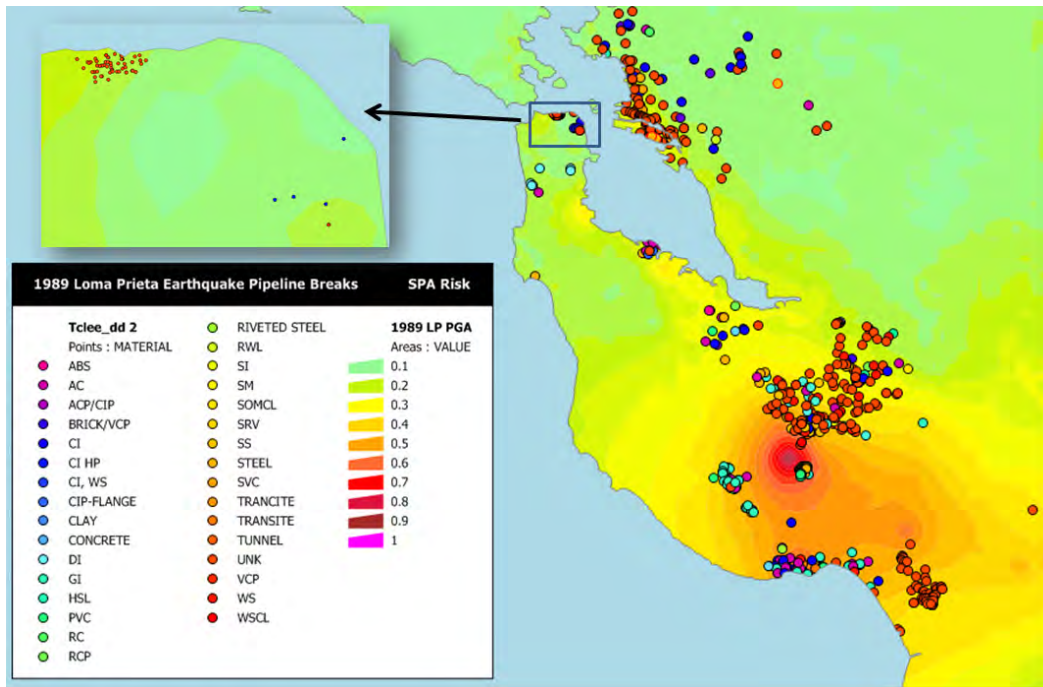 1989 Loma Prieta Earthquake Pipeline Breaks SPA Risk
Tclee_dd 2
Points : MATERIAL
ABS
AC
ACP/CIP
BRICK/VCP
CI
CI HP
CI, WS
CIP-FLANGE
CLAY
CONCRETE
DI
GI
HSL
PVC
RC
RCP
RIVETED STEEL
RWL
SI
SM
SOMCL
SRV
SS
STEEL
SVC
TRANCITE
TRANSITE
TUNNEL
UNK
VCP
WS
WSCL
1989 LP PGA
Areas : VALUE
0.1
0.2
0.3
0.4
0.5
0.6
0.7
0.8
0.9
1